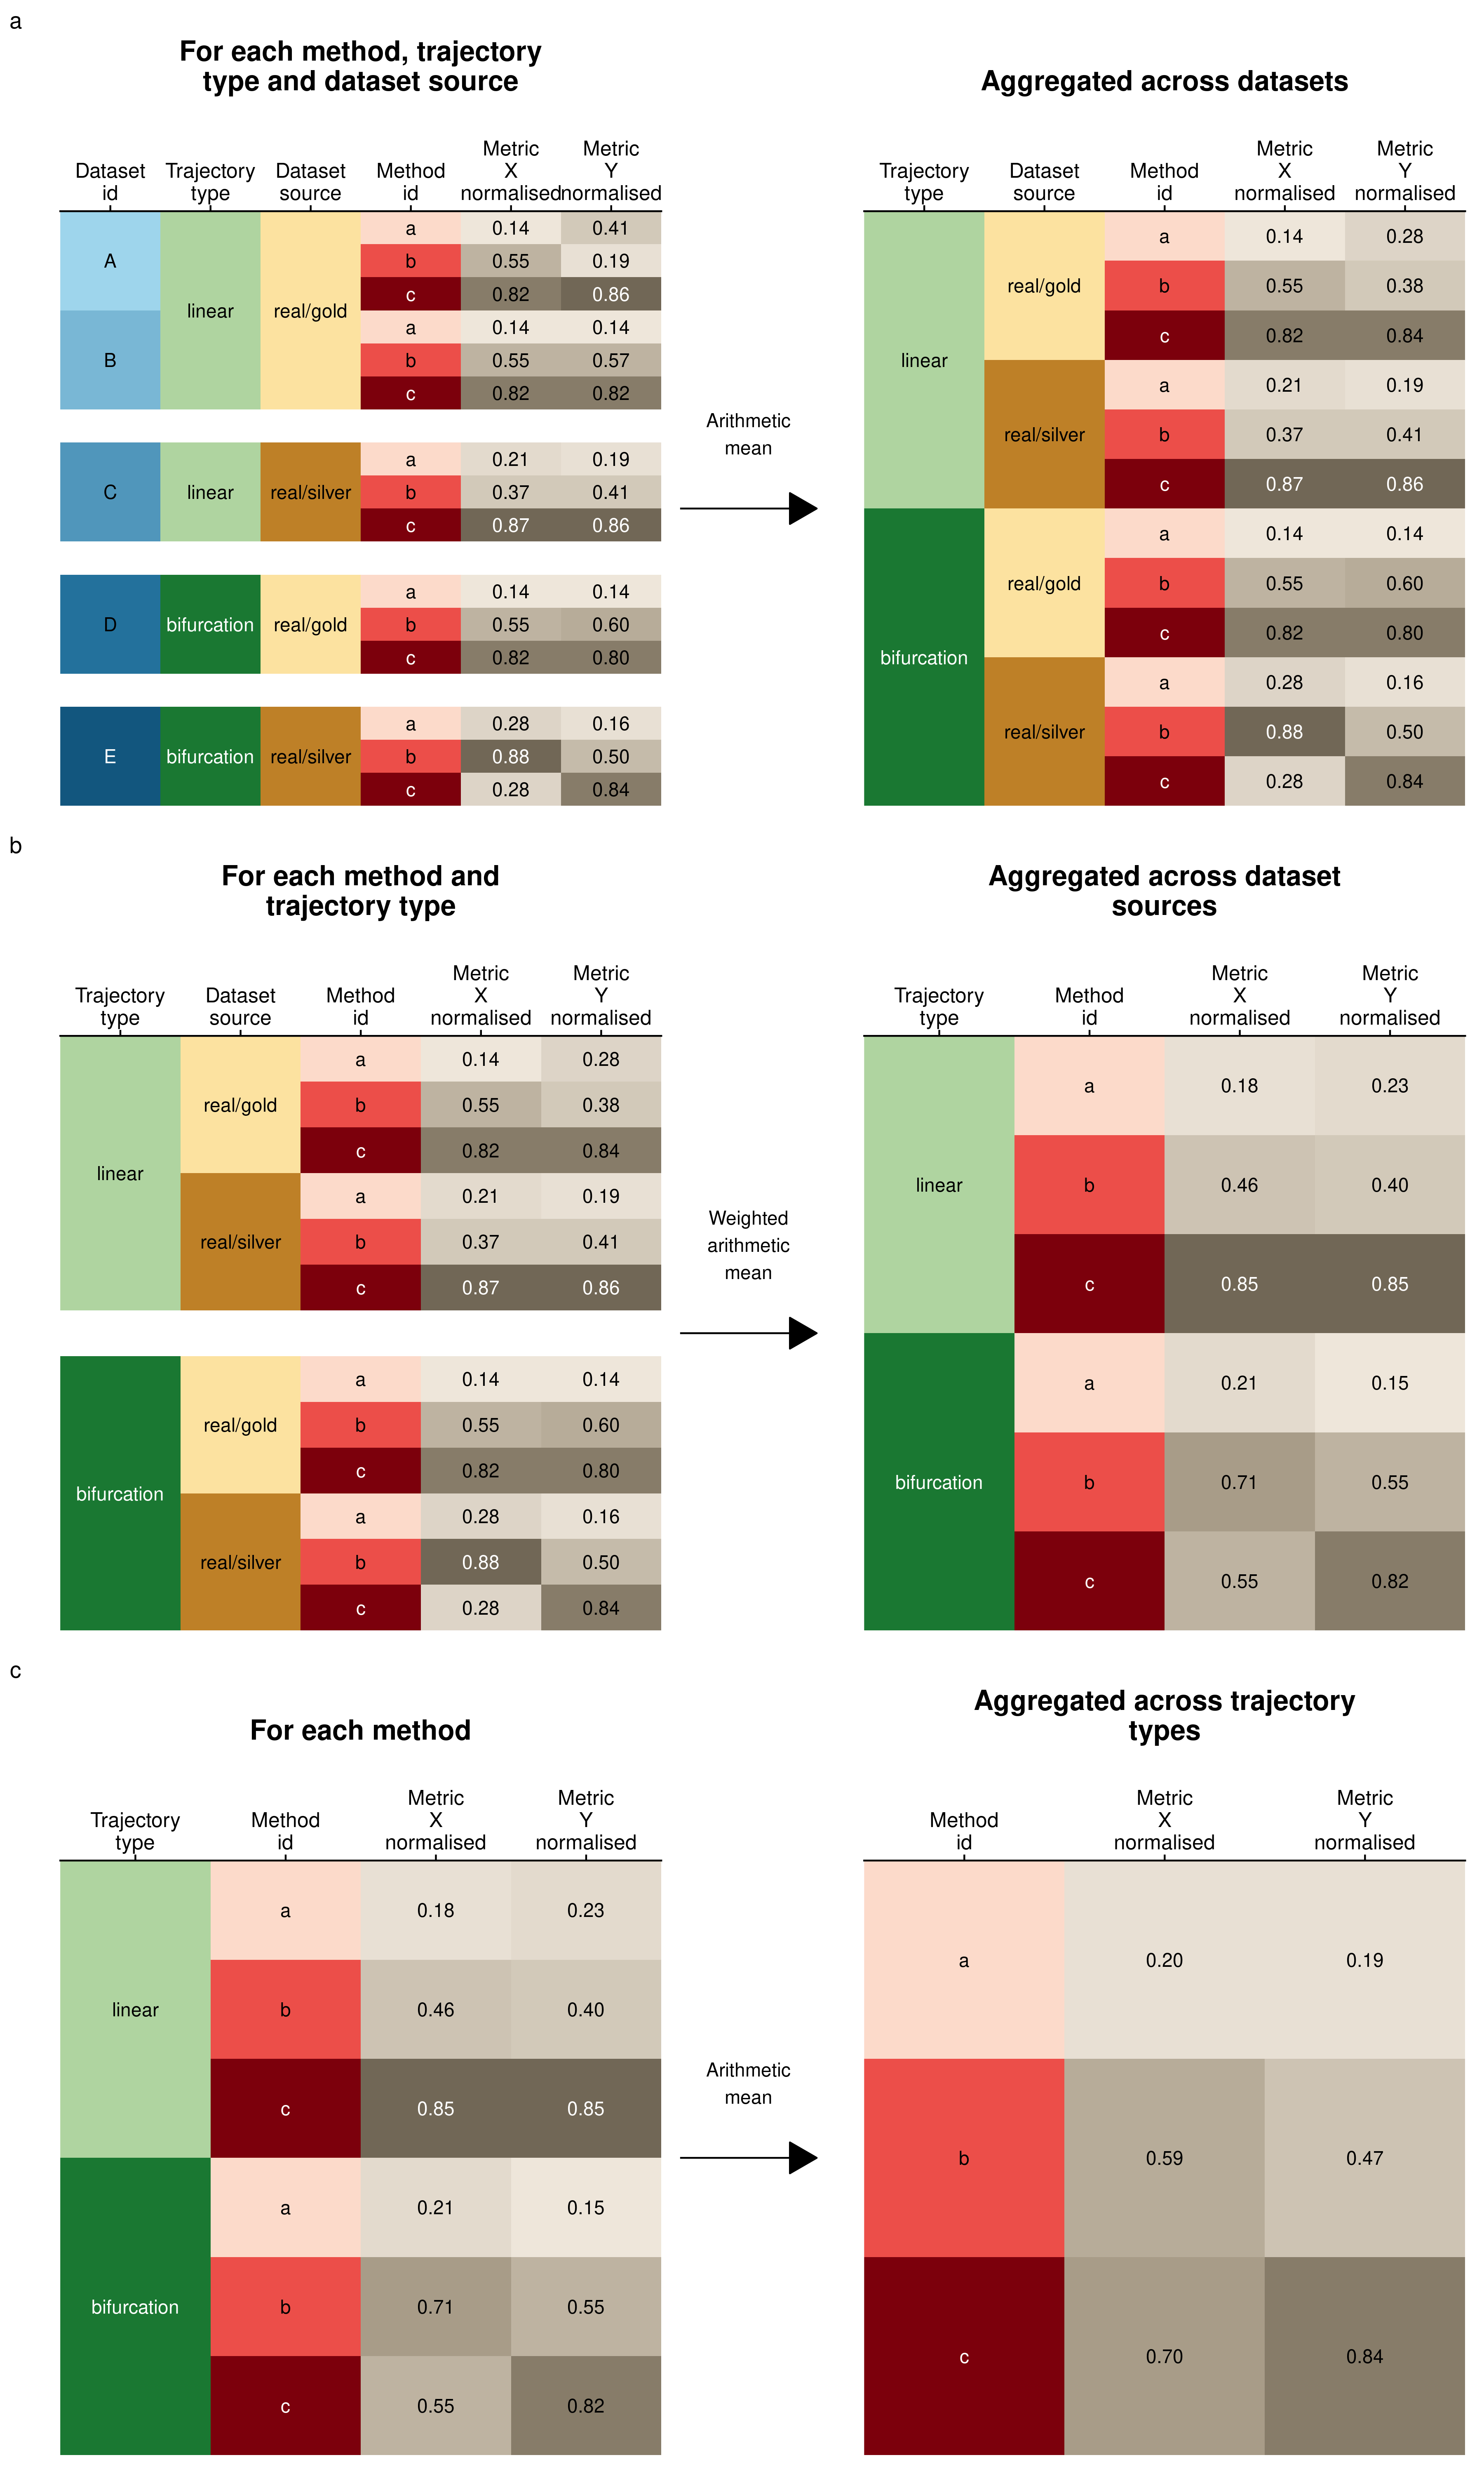 a
For each method, trajectory
type and dataset source
Aggregated across datasets
Dataset id Trajectory type Dataset source Method id Metric X normalised Metric Y normalised
A linear real/gold a 0.14 0.41
b 0.55 0.19
c 0.82 0.86
B a 0.14 0.14
b 0.55 0.57
c 0.82 0.82
C linear real/silver a 0.21 0.19
b 0.37 0.41
c 0.87 0.86
D bifurcation real/gold a 0.14 0.14
b 0.55 0.60
c 0.82 0.80
E bifurcation real/silver a 0.28 0.16
b 0.88 0.50
c 0.28 0.84
Arithmetic
mean
Trajectory type Dataset source Method id Metric X normalised Metric Y normalised
linear real/gold a 0.14 0.28
b 0.55 0.38
c 0.82 0.84
real/silver a 0.21 0.19
b 0.37 0.41
c 0.87 0.86
bifurcation real/gold a 0.14 0.14
b 0.55 0.60
c 0.82 0.80
real/silver a 0.28 0.16
b 0.88 0.50
c 0.28 0.84
b
For each method and
trajectory type
Aggregated across dataset
sources
Trajectory type Dataset source Method id Metric X normalised Metric Y normalised
linear real/gold a 0.14 0.28
b 0.55 0.38
c 0.82 0.84
real/silver a 0.21 0.19
b 0.37 0.41
c 0.87 0.86
bifurcation real/gold a 0.14 0.14
b 0.55 0.60
c 0.82 0.80
real/silver a 0.28 0.16
b 0.88 0.50
c 0.28 0.84
Weighted
arithmetic
mean
Trajectory type Method id Metric X normalised Metric Y normalised
linear a 0.18 0.23
b 0.46 0.40
c 0.85 0.85
bifurcation a 0.21 0.15
b 0.71 0.55
c 0.55 0.82
c
For each method
Aggregated across trajectory
types
Trajectory type Method id Metric X normalised Metric Y normalised
linear a 0.18 0.23
b 0.46 0.40
c 0.85 0.85
bifurcation a 0.21 0.15
b 0.71 0.55
c 0.55 0.82
Arithmetic
mean
Method id Metric X normalised Metric Y normalised
a 0.20 0.19
b 0.59 0.47
c 0.70 0.84